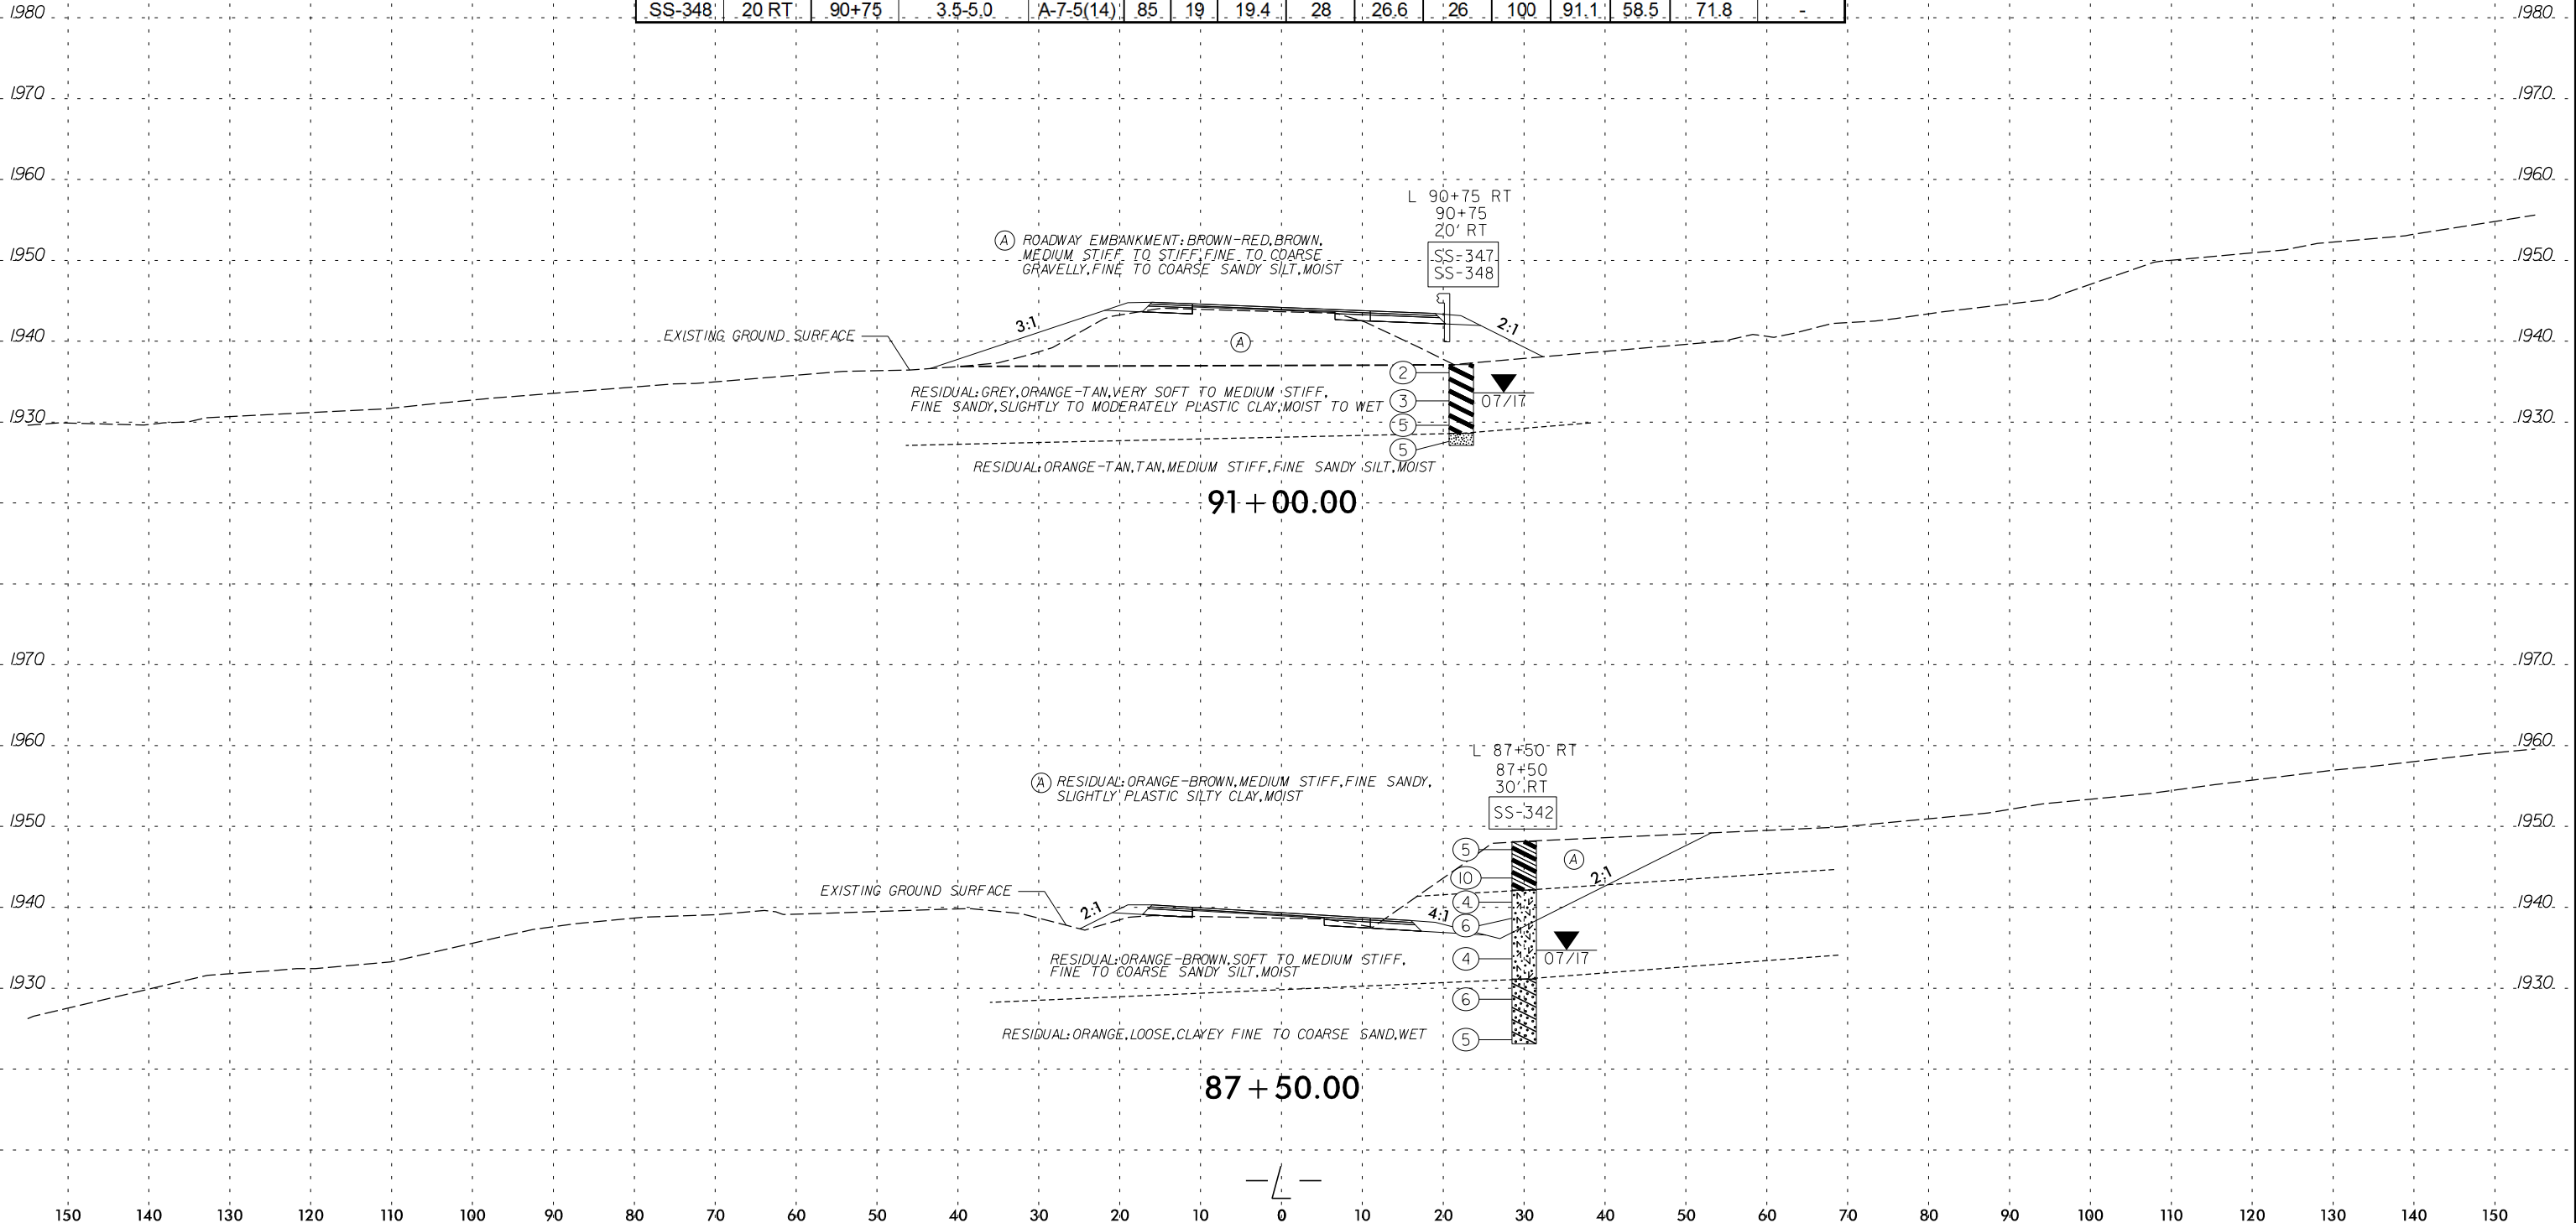 1980 1980
SS-348 20 RT 90+75 3.5-5.0 A-7-5(14) 85 19 19.4 28 26.6 26 100 91.1 58.5 71.8 -
1970 1970
1960 1960
L 90+75 RT
90+75
20' RT
SS-347
SS-348
A ROADWAY EMBANKMENT: BROWN-RED, BROWN,
MEDIUM STIFF TO STIFF, FINE TO COARSE
GRAVELLY, FINE TO COARSE SANDY SILT, MOIST
1950 1950
3:1
2:1
EXISTING GROUND SURFACE
A
1940 1940
2
RESIDUAL: GREY, ORANGE-TAN, VERY SOFT TO MEDIUM STIFF,
FINE SANDY, SLIGHTLY TO MODERATELY PLASTIC CLAY, MOIST TO WET
3
07/17
1930 1930
5
5
RESIDUAL: ORANGE-TAN, TAN, MEDIUM STIFF, FINE SANDY SILT, MOIST
91+00.00
1970 1970
1960 1960
L 87+50 RT
87+50
30' RT
SS-342
A RESIDUAL: ORANGE-BROWN, MEDIUM STIFF, FINE SANDY,
SLIGHTLY PLASTIC SILTY CLAY, MOIST
1950 1950
5
A
10
2:1
EXISTING GROUND SURFACE
1940 1940
2:1
4:1
4
6
4
07/17
RESIDUAL: ORANGE-BROWN, SOFT TO MEDIUM STIFF,
FINE TO COARSE SANDY SILT, MOIST
1930 1930
6
RESIDUAL: ORANGE, LOOSE, CLAYEY FINE TO COARSE SAND, WET
5
87+50.00
-L-
150 140 130 120 110 100 90 80 70 60 50 40 30 20 10 0 10 20 30 40 50 60 70 80 90 100 110 120 130 140 150